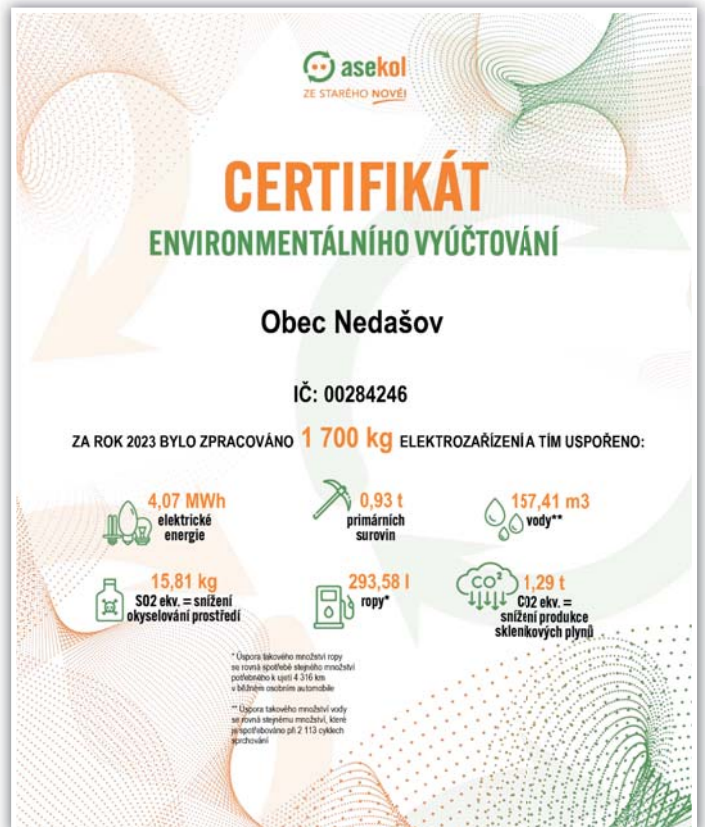 asekol
ZE STARÉHO NOVÉ!
CERTIFIKÁT
ENVIRONMENTÁLNÍHO VYÚČTOVÁNÍ
Obec Nedašov
IČ: 00284246
ZA ROK 2023 BYLO ZPRACOVÁNO 1 700 kg ELEKTROZAŘÍZENÍ A TÍM USPOŘENO:
4,07 MWh
elektrické
energie
0,93 t
primárních
surovin
157,41 m3
vody**
15,81 kg
SO2 ekv. = snížení
okyselování prostředí
293,58 l
ropy*
CO²
1,29 t
CO2 ekv. =
snížení produkce
skleníkových plynů
* Úspora takového množství ropy
se rovná spotřebě stejného množství
potřebného k ujetí 4 316 km
v běžném osobním automobile
** Úspora takového množství vody
se rovná stejnému množství, které
je spotřebováno při 2 113 cyklech
sprchování